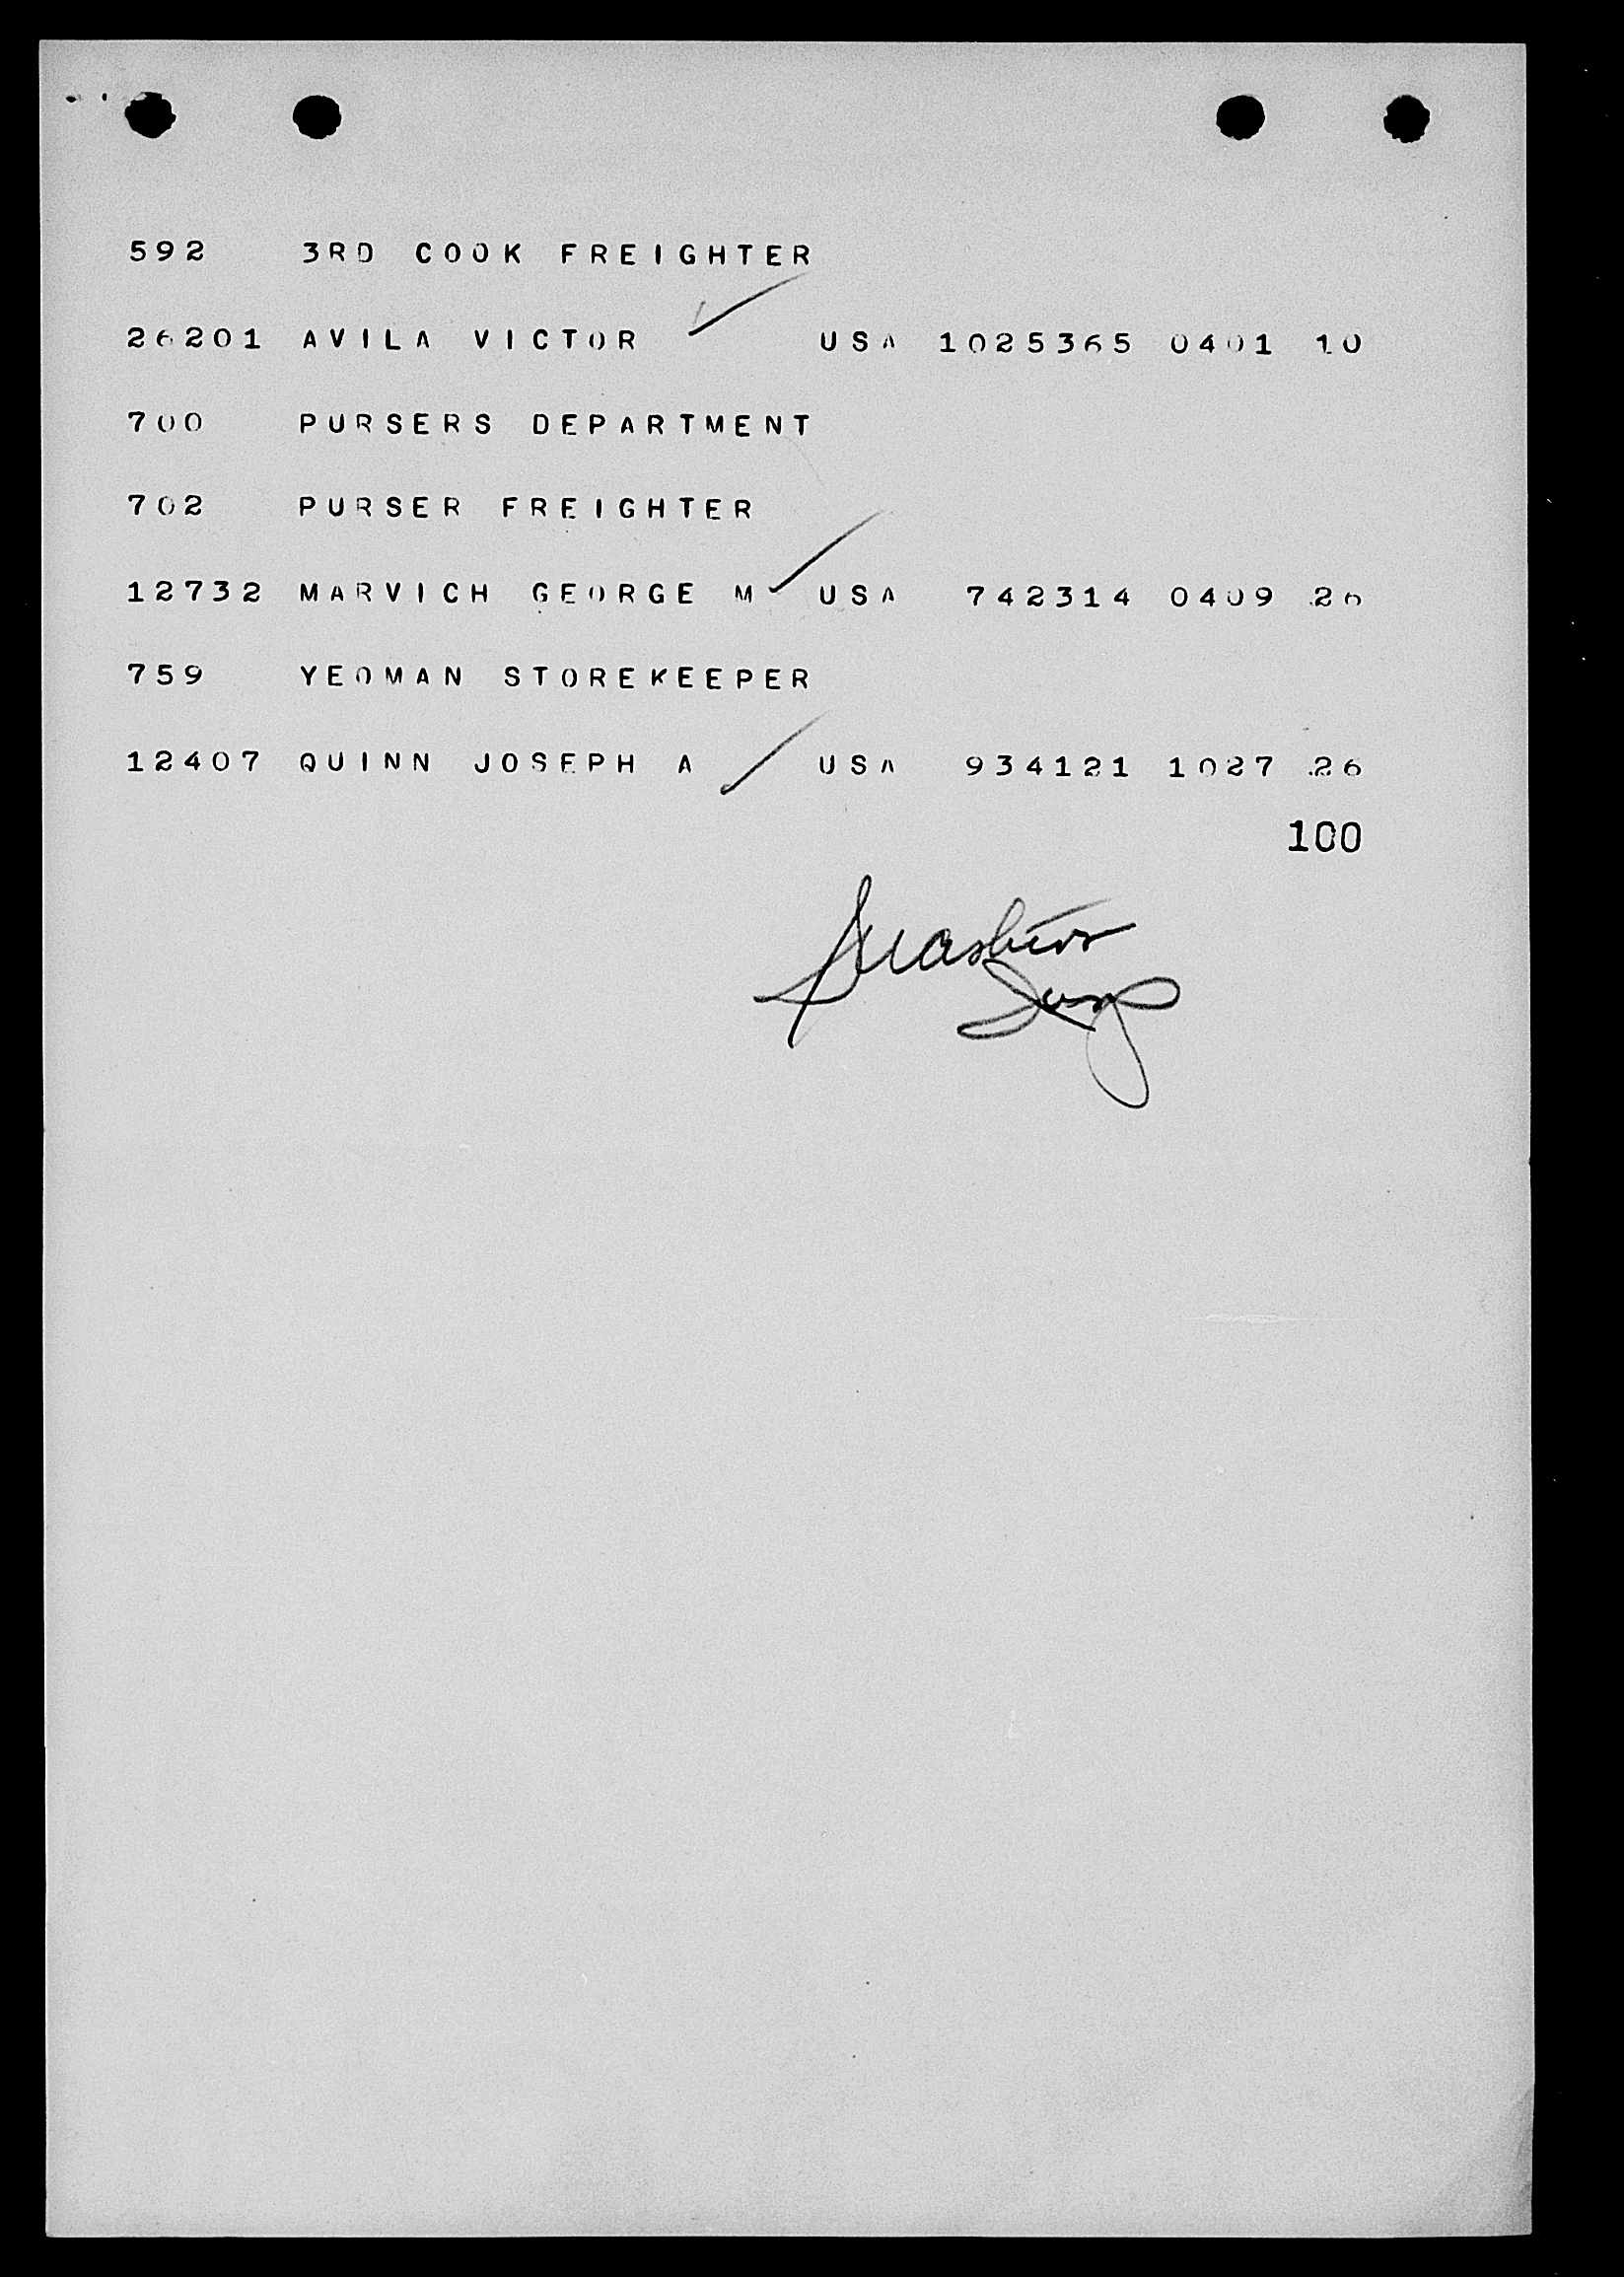 592 3RD COOK FREIGHTER
26201 AVILA VICTOR USA 1025365 0401 10
700 PURSERS DEPARTMENT
702 PURSER FREIGHTER
12732 MARVICH GEORGE M USA 742314 0409 26
759 YEOMAN STOREKEEPER
12407 QUINN JOSEPH A USA 934121 1027 26
100